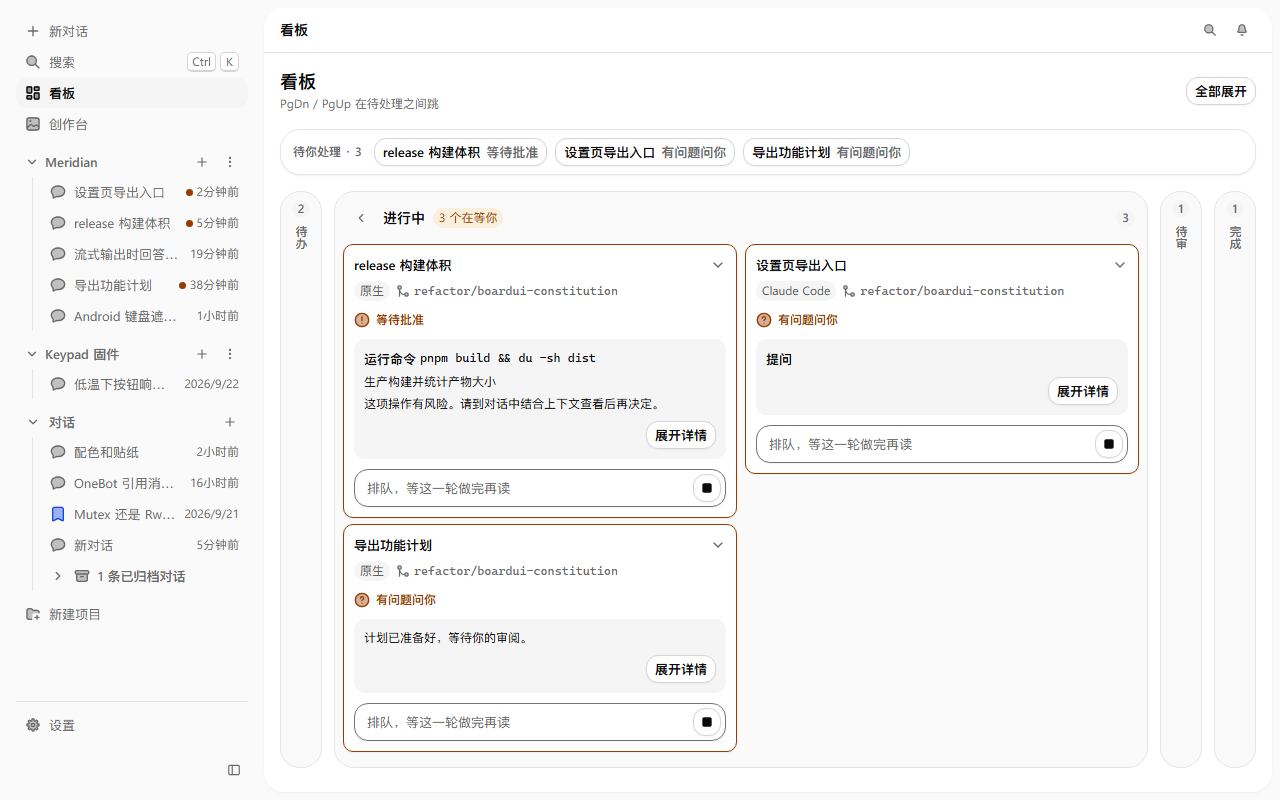 新对话
搜索 Ctrl K
看板
创作台
Meridian
设置页导出入口 2分钟前
release 构建体积 5分钟前
流式输出时回答… 19分钟前
导出功能计划 38分钟前
Android 键盘遮… 1小时前
Keypad 固件
低温下按钮响… 2026/9/22
对话
配色和贴纸 2小时前
OneBot 引用消… 16小时前
Mutex 还是 Rw… 2026/9/21
新对话 5分钟前
1 条已归档对话
新建项目
设置
看板
看板
PgDn / PgUp 在待处理之间跳
全部展开
待你处理 · 3
release 构建体积 等待批准
设置页导出入口 有问题问你
导出功能计划 有问题问你
2
待办
进行中 3 个在等你 3
release 构建体积
原生 refactor/boardui-constitution
等待批准
运行命令 pnpm build && du -sh dist
生产构建并统计产物大小
这项操作有风险。请到对话中结合上下文查看后再决定。
展开详情
排队，等这一轮做完再读
导出功能计划
原生 refactor/boardui-constitution
有问题问你
计划已准备好，等待你的审阅。
展开详情
排队，等这一轮做完再读
设置页导出入口
Claude Code refactor/boardui-constitution
有问题问你
提问
展开详情
排队，等这一轮做完再读
1
待审
1
完成